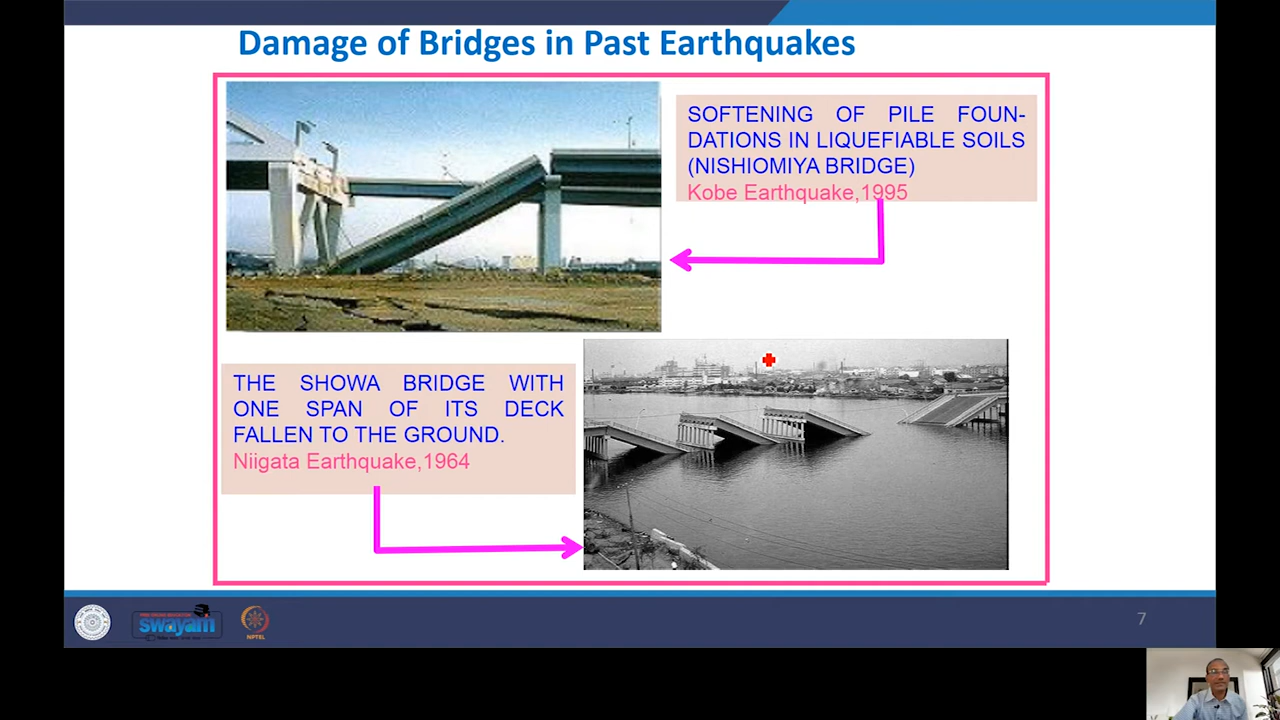 Damage of Bridges in Past Earthquakes
SOFTENING OF PILE FOUN-
DATIONS IN LIQUEFIABLE SOILS
(NISHIOMIYA BRIDGE)
Kobe Earthquake,1995
THE SHOWA BRIDGE WITH
ONE SPAN OF ITS DECK
FALLEN TO THE GROUND.
Niigata Earthquake,1964
swayam
NPTEL
7